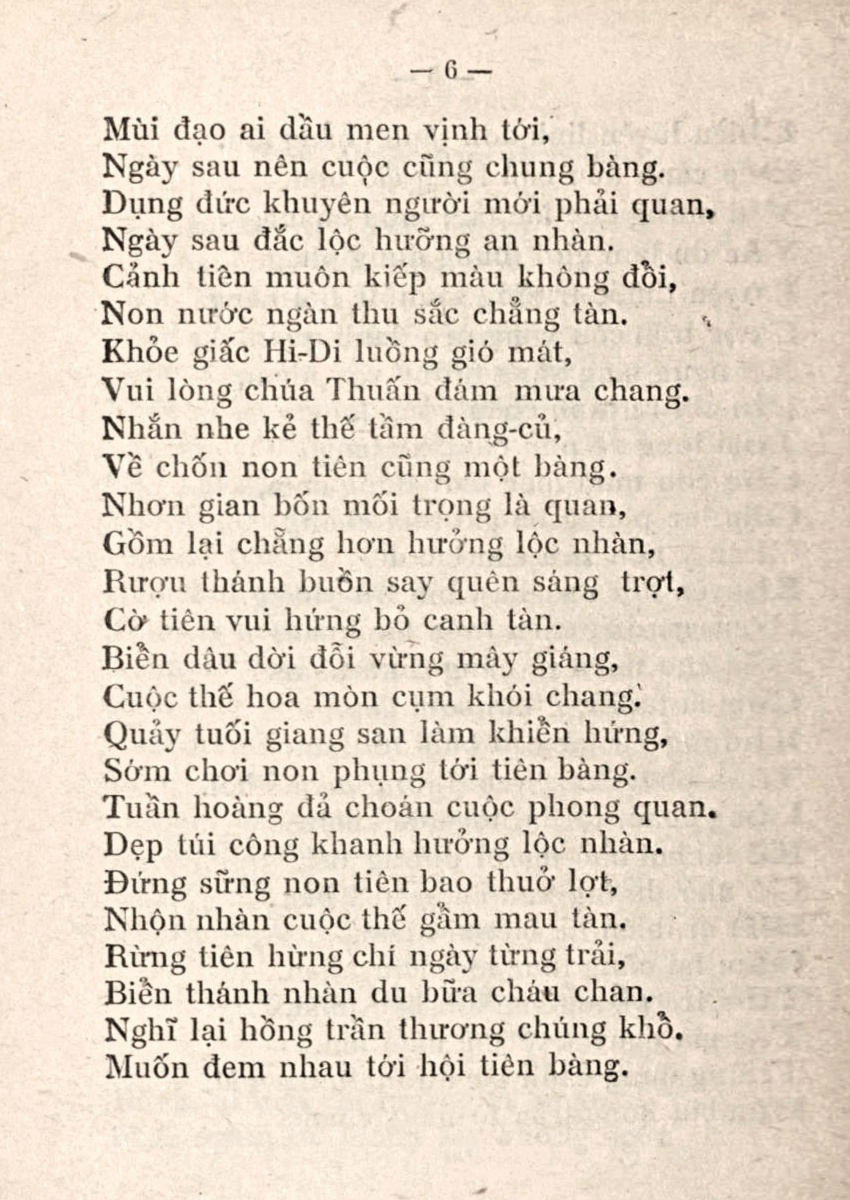 — 6 —
Mùi đạo ai dầu men vịnh tới,
Ngày sau nên cuộc cũng chung bàng.
Dụng đức khuyên người mới phải quan,
Ngày sau đắc lộc hưỡng an nhàn.
Cảnh tiên muôn kiếp màu không đổi,
Non nước ngàn thu sắc chẳng tàn.
Khỏe giấc Hi-Di luồng gió mát,
Vui lòng chúa Thuấn đám mưa chang.
Nhắn nhe kẻ thế tầm đàng-củ,
Về chốn non tiên cũng một bàng.
Nhơn gian bốn mối trọng là quan,
Gồm lại chẵng hơn hưởng lộc nhàn,
Rượu thánh buồn say quên sáng trợt,
Cờ tiên vui hứng bỏ canh tàn.
Biển dâu dời đổi vừng mây giáng,
Cuộc thế hoa mòn cụm khói chang.
Quảy tuối giang san làm khiển hứng,
Sớm chơi non phụng tới tiên bàng.
Tuần hoàng đả choán cuộc phong quan.
Dẹp túi công khanh hưởng lộc nhàn.
Đứng sững non tiên bao thuở lợt,
Nhộn nhàn cuộc thế gẫm mau tàn.
Rừng tiên hừng chí ngày từng trải,
Biển thánh nhàn du bữa cháu chan.
Nghĩ lại hồng trần thương chúng khổ.
Muốn đem nhau tới hội tiên bàng.